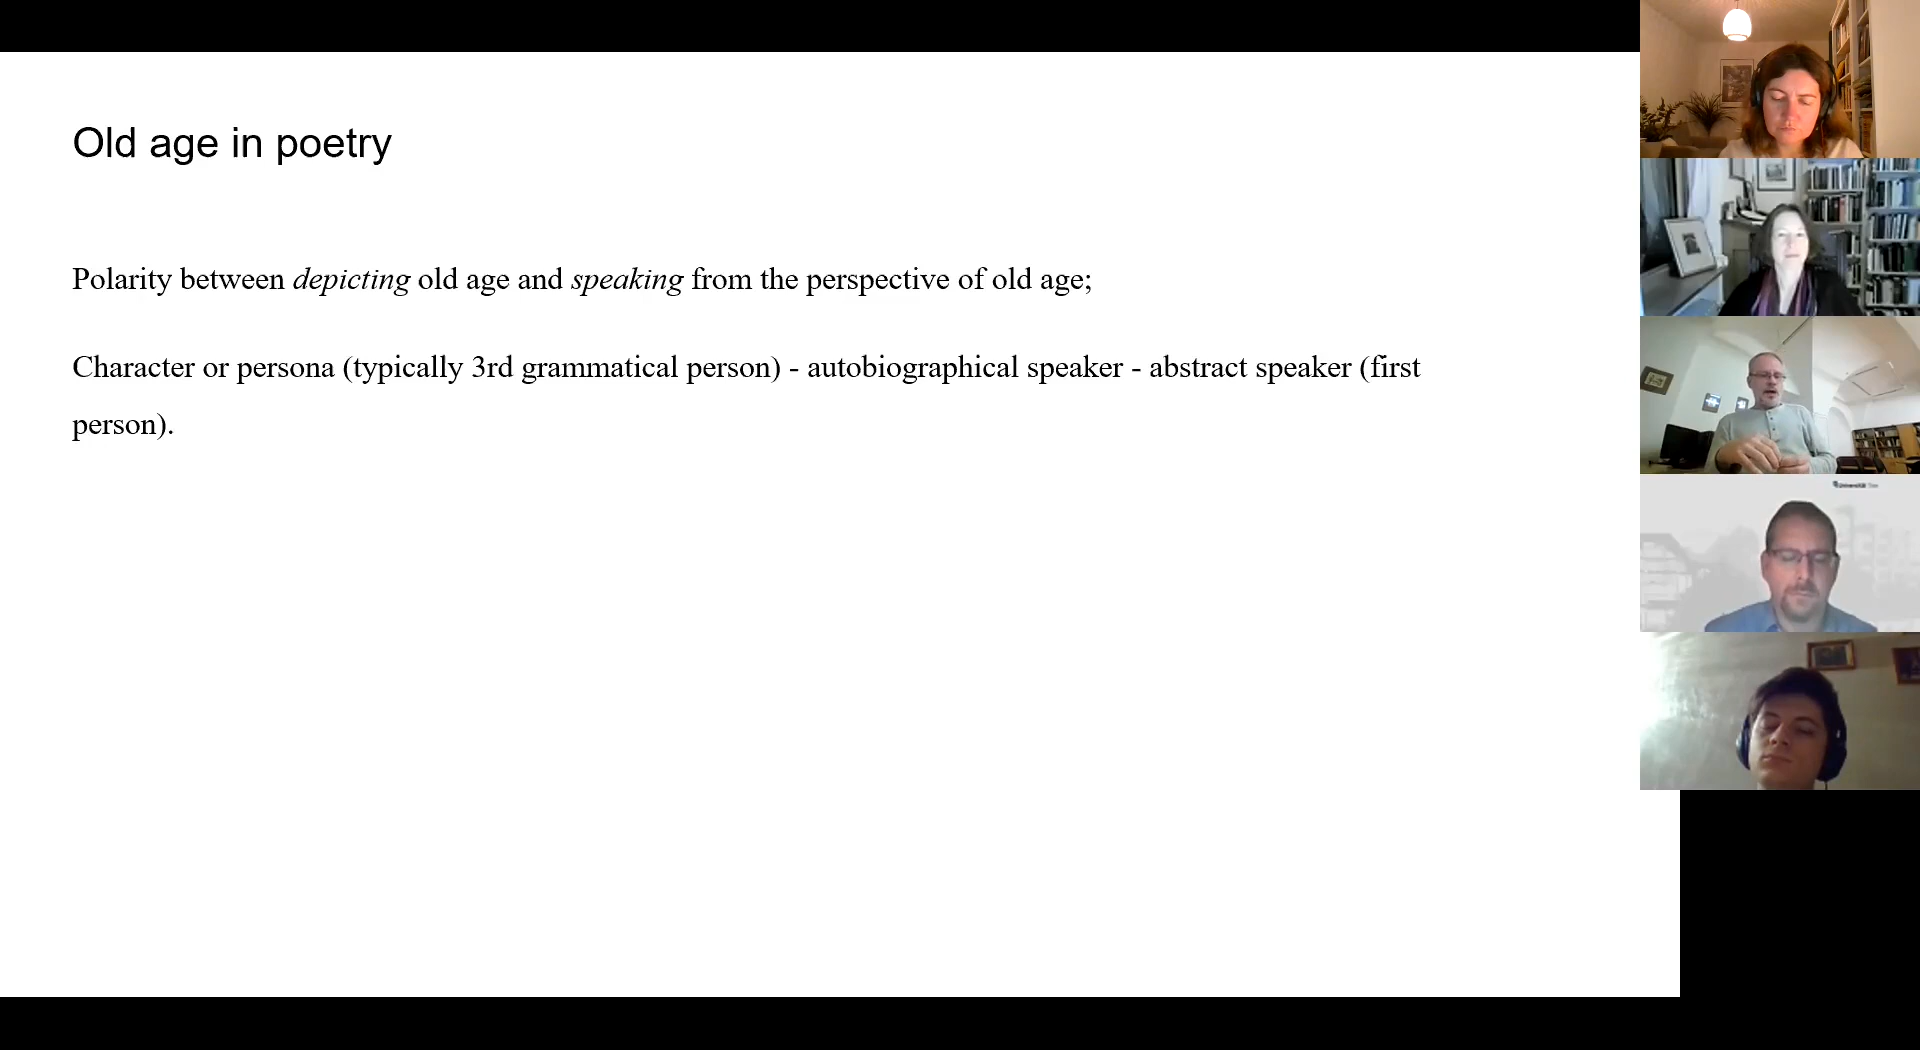 Old age in poetry
Polarity between depicting old age and speaking from the perspective of old age;
Character or persona (typically 3rd grammatical person) - autobiographical speaker - abstract speaker (first
person).